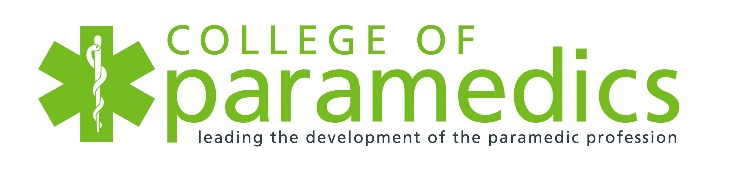 COLLEGE OF
paramedics
leading the development of the paramedic profession